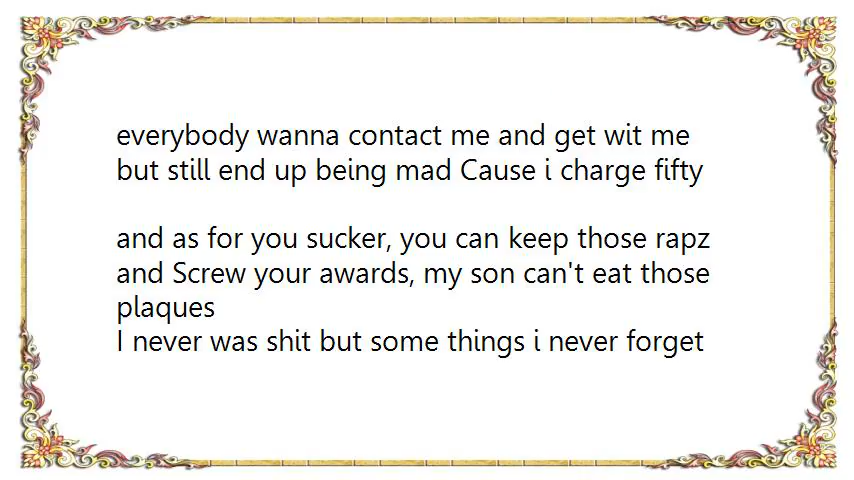 everybody wanna contact me and get wit me
but still end up being mad Cause i charge fifty
and as for you sucker, you can keep those rapz
and Screw your awards, my son can't eat those
plaques
I never was shit but some things i never forget